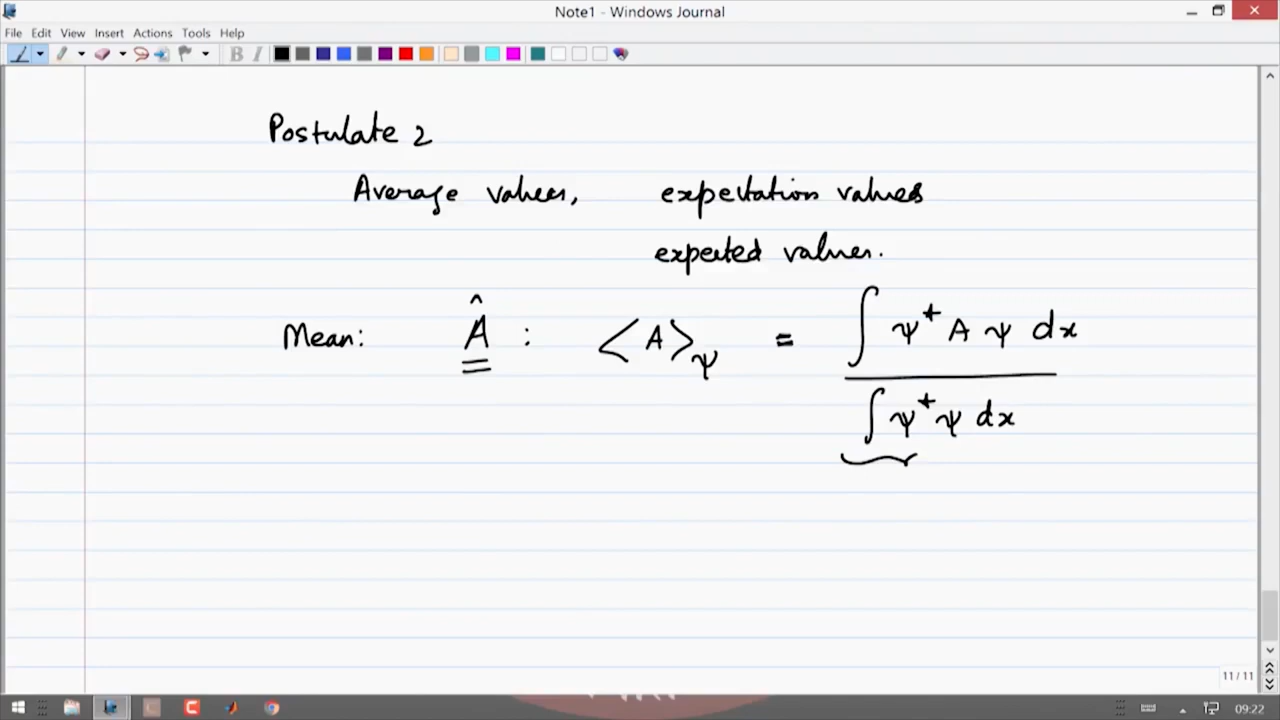 Note1 - Windows Journal
File Edit View Insert Actions Tools Help
B I
Postulate 2
Average values, expectation values
expected values.
Mean: Â : ⟨A⟩ψ = ∫ ψ* A ψ dx
∫ ψ* ψ dx
11/11
09:22